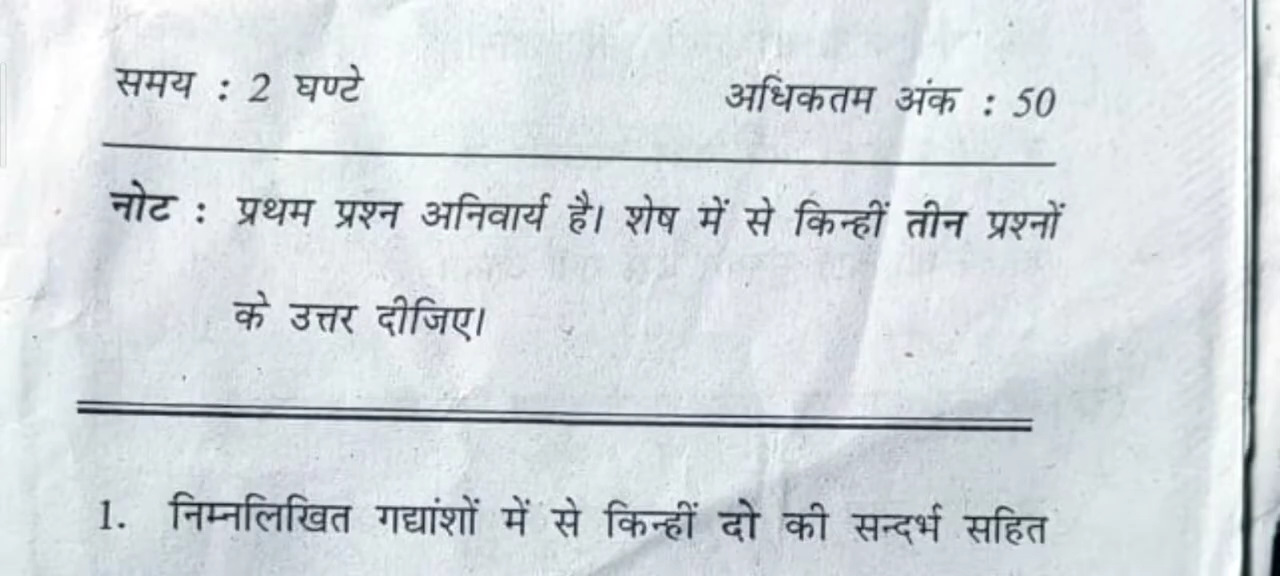 समय : 2 घण्टे अधिकतम अंक : 50
नोट : प्रथम प्रश्न अनिवार्य है। शेष में से किन्हीं तीन प्रश्नों
के उत्तर दीजिए।
1. निम्नलिखित गद्यांशों में से किन्हीं दो की सन्दर्भ सहित